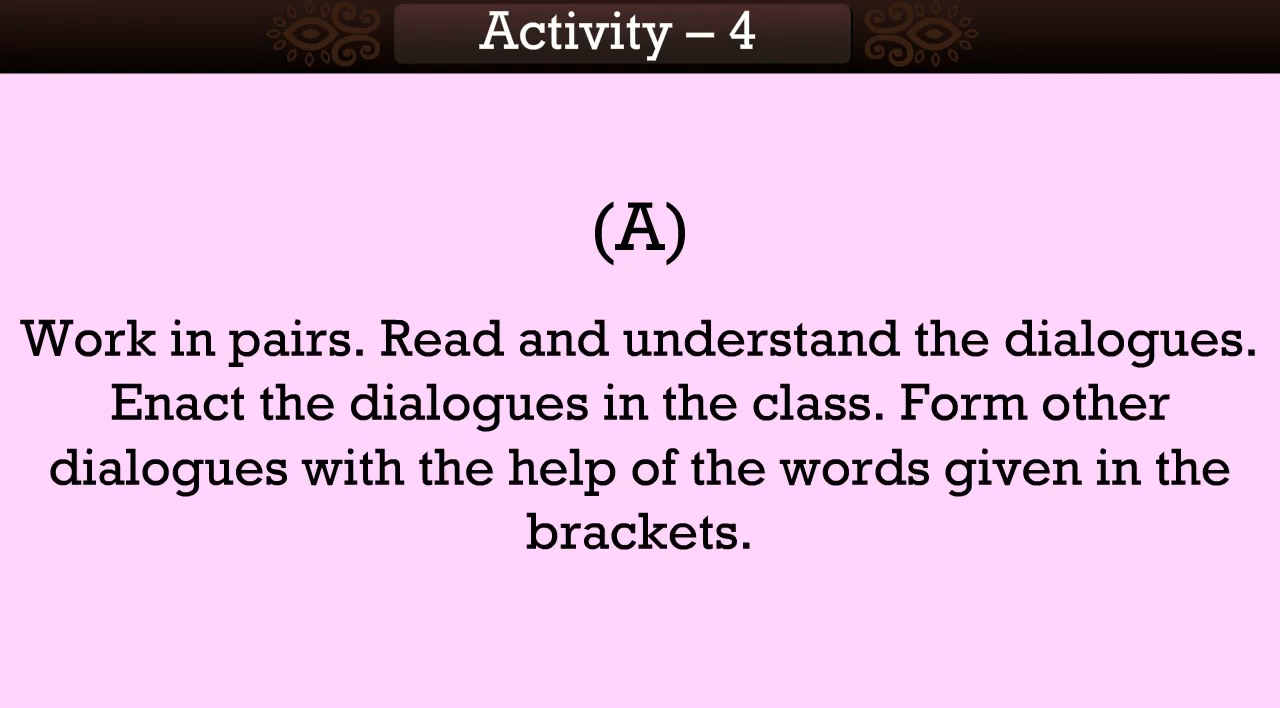 Activity – 4
(A)
Work in pairs. Read and understand the dialogues.
Enact the dialogues in the class. Form other
dialogues with the help of the words given in the
brackets.